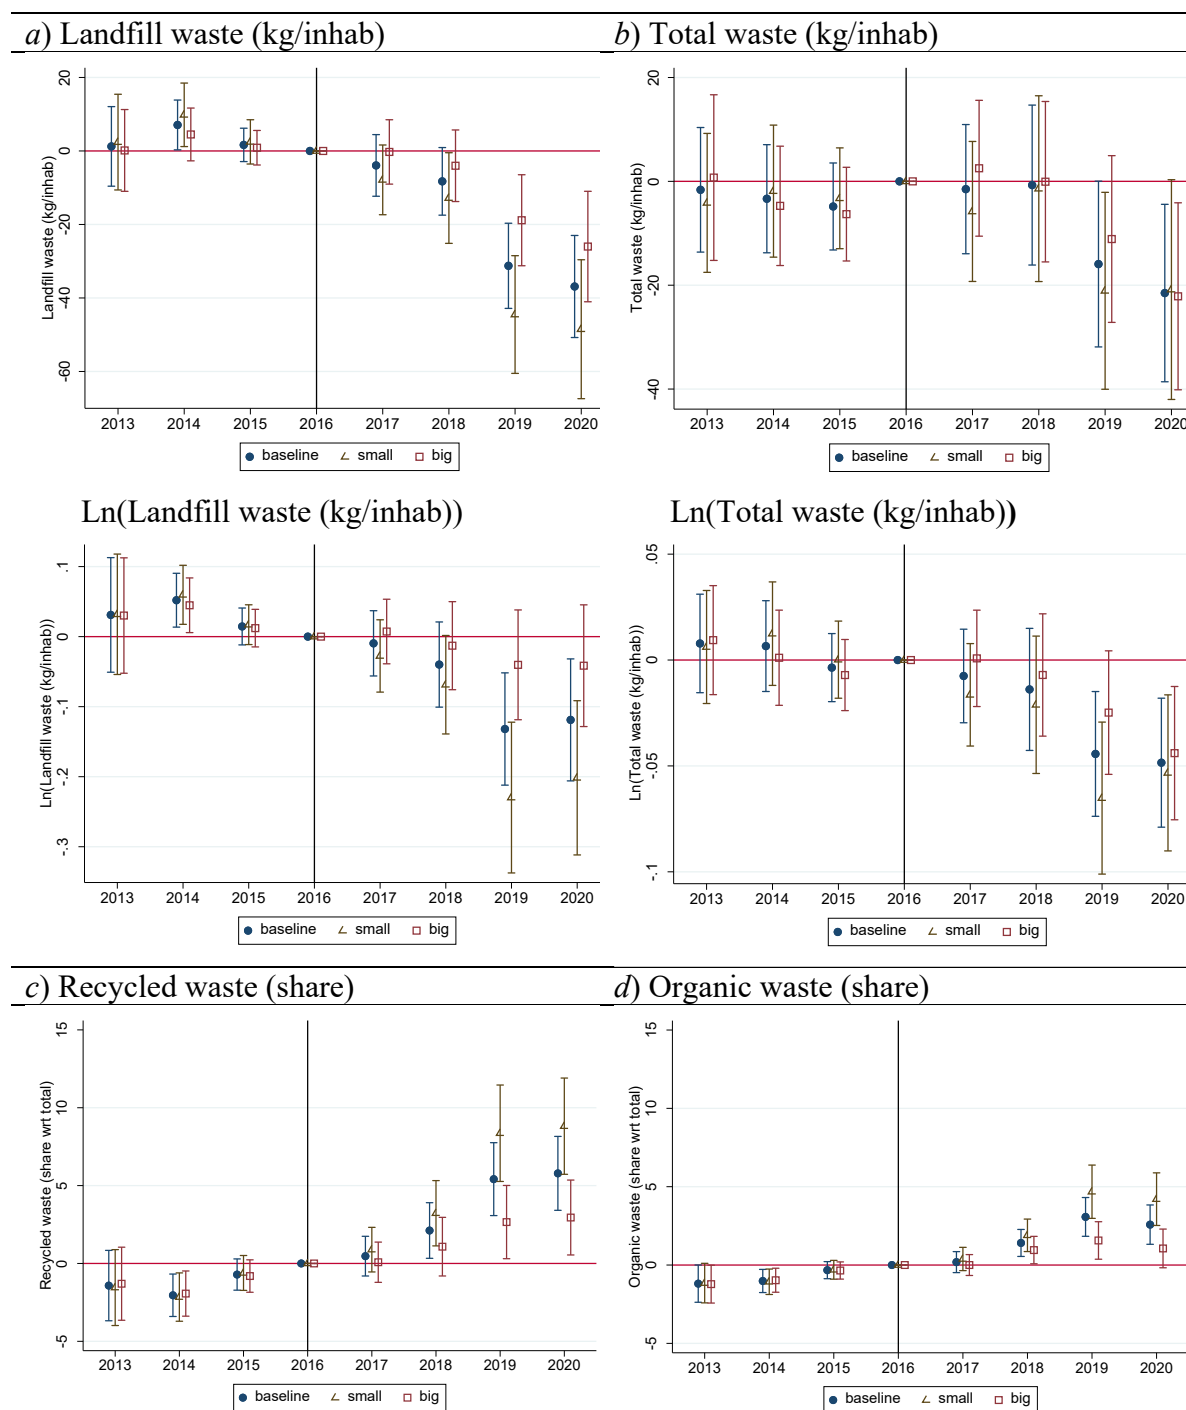 a) Landfill waste (kg/inhab)
b) Total waste (kg/inhab)
Landfill waste (kg/inhab)
20
0
-20
-40
-60
2013 2014 2015 2016 2017 2018 2019 2020
baseline small big
Total waste (kg/inhab)
20
0
-20
-40
2013 2014 2015 2016 2017 2018 2019 2020
baseline small big
Ln(Landfill waste (kg/inhab))
Ln(Total waste (kg/inhab))
Ln(Landfill waste (kg/inhab))
.1
0
-.1
-.2
-.3
2013 2014 2015 2016 2017 2018 2019 2020
baseline small big
Ln(Total waste (kg/inhab))
.05
0
-.05
-.1
2013 2014 2015 2016 2017 2018 2019 2020
baseline small big
c) Recycled waste (share)
d) Organic waste (share)
Recycled waste (share wrt total)
15
10
5
0
-5
2013 2014 2015 2016 2017 2018 2019 2020
baseline small big
Organic waste (share wrt total)
15
10
5
0
-5
2013 2014 2015 2016 2017 2018 2019 2020
baseline small big